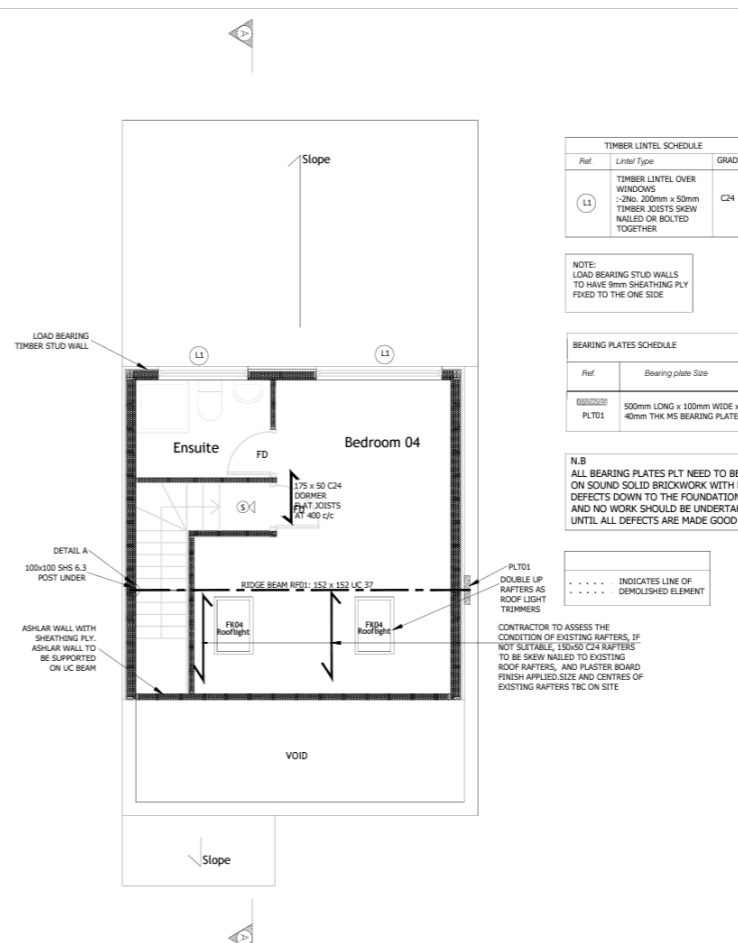 A
Slope
TIMBER LINTEL SCHEDULE
Ref.
Lintel Type
GRAD
L1
TIMBER LINTEL OVER
WINDOWS
:-2No. 200mm x 50mm
TIMBER JOISTS SKEW
NAILED OR BOLTED
TOGETHER
C24
NOTE:
LOAD BEARING STUD WALLS
TO HAVE 9mm SHEATHING PLY
FIXED TO THE ONE SIDE
LOAD BEARING
TIMBER STUD WALL
L1
L1
BEARING PLATES SCHEDULE
Ref.
Bearing plate Size
PLT01
500mm LONG x 100mm WIDE x
40mm THK MS BEARING PLATE
Ensuite
FD
Bedroom 04
N.B
ALL BEARING PLATES PLT NEED TO BE
ON SOUND SOLID BRICKWORK WITH
DEFECTS DOWN TO THE FOUNDATION
AND NO WORK SHOULD BE UNDERTAK
UNTIL ALL DEFECTS ARE MADE GOOD
175 x 50 C24
DORMER
FLAT JOISTS
AT 400 c/c
FD
S
DETAIL A
100x100 SHS 6.3
POST UNDER
RIDGE BEAM RF01: 152 x 152 UC 37
PLT01
DOUBLE UP
RAFTERS AS
ROOF LIGHT
TRIMMERS
INDICATES LINE OF
DEMOLISHED ELEMENT
FK04
Rooflight
FK04
Rooflight
ASHLAR WALL WITH
SHEATHING PLY.
ASHLAR WALL TO
BE SUPPORTED
ON UC BEAM
CONTRACTOR TO ASSESS THE
CONDITION OF EXISTING RAFTERS, IF
NOT SUITABLE, 150x50 C24 RAFTERS
TO BE SKEW NAILED TO EXISTING
ROOF RAFTERS, AND PLASTER BOARD
FINISH APPLIED.SIZE AND CENTRES OF
EXISTING RAFTERS TBC ON SITE
VOID
Slope
A